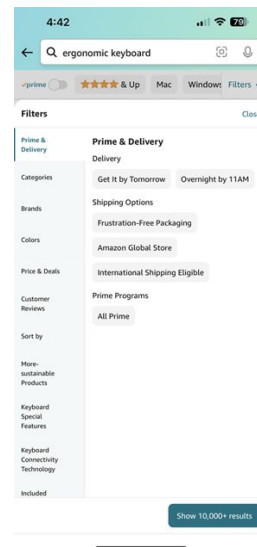 4:42
79
ergonomic keyboard
prime
& Up
Mac
Windows
Filters
Filters
Clos
Prime &
Delivery
Categories
Brands
Colors
Price & Deals
Customer
Reviews
Sort by
More-
sustainable
Products
Keyboard
Special
Features
Keyboard
Connectivity
Technology
Included
Prime & Delivery
Delivery
Get It by Tomorrow
Overnight by 11AM
Shipping Options
Frustration-Free Packaging
Amazon Global Store
International Shipping Eligible
Prime Programs
All Prime
Show 10,000+ results